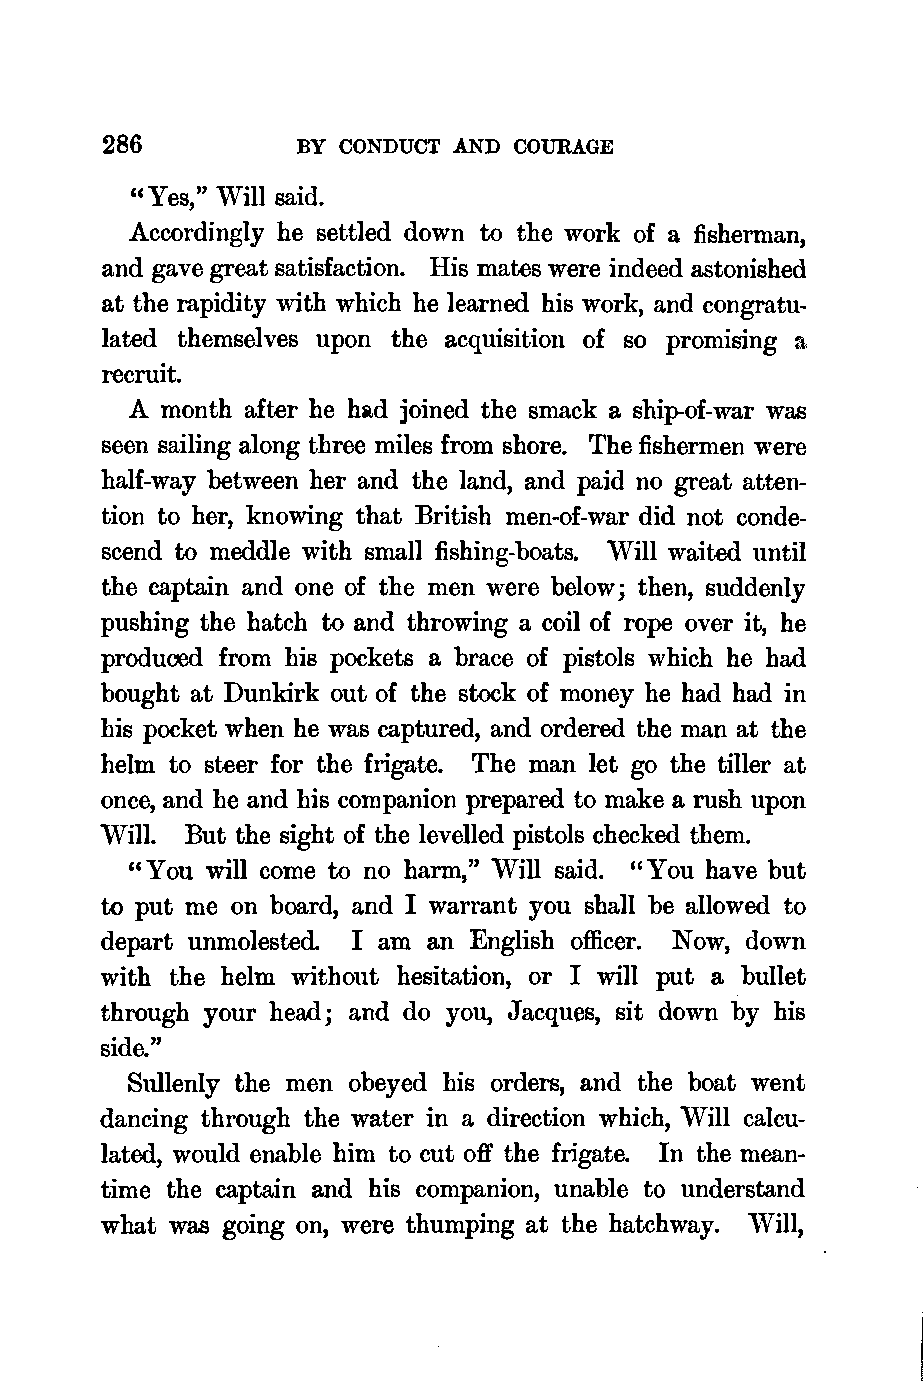 286 BY CONDUCT AND COURAGE
“Yes,” Will said.
Accordingly he settled down to the work of a fisherman,
and gave great satisfaction. His mates were indeed astonished
at the rapidity with which he learned his work, and congratu-
lated themselves upon the acquisition of so promising a
recruit.
A month after he had joined the smack a ship-of-war was
seen sailing along three miles from shore. The fishermen were
half-way between her and the land, and paid no great atten-
tion to her, knowing that British men-of-war did not conde-
scend to meddle with small fishing-boats. Will waited until
the captain and one of the men were below; then, suddenly
pushing the hatch to and throwing a coil of rope over it, he
produced from his pockets a brace of pistols which he had
bought at Dunkirk out of the stock of money he had had in
his pocket when he was captured, and ordered the man at the
helm to steer for the frigate. The man let go the tiller at
once, and he and his companion prepared to make a rush upon
Will. But the sight of the levelled pistols checked them.
“You will come to no harm,” Will said. “You have but
to put me on board, and I warrant you shall be allowed to
depart unmolested. I am an English officer. Now, down
with the helm without hesitation, or I will put a bullet
through your head; and do you, Jacques, sit down by his
side.”
Sullenly the men obeyed his orders, and the boat went
dancing through the water in a direction which, Will calcu-
lated, would enable him to cut off the frigate. In the mean-
time the captain and his companion, unable to understand
what was going on, were thumping at the hatchway. Will,